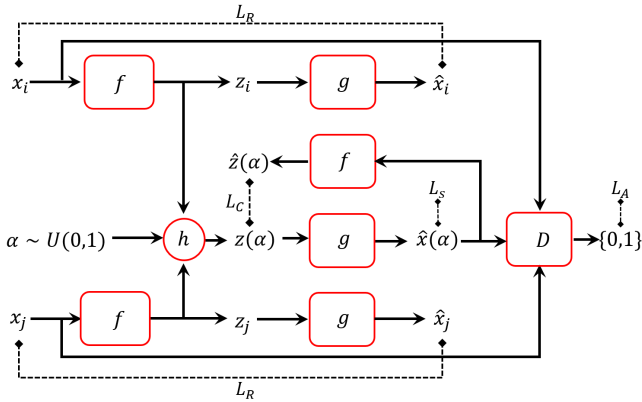 L_R
x_i f z_i g x̂_i
ẑ(α) f
L_C L_s L_A
α ~ U(0,1) h z(α) g x̂(α) D {0,1}
x_j f z_j g x̂_j
L_R